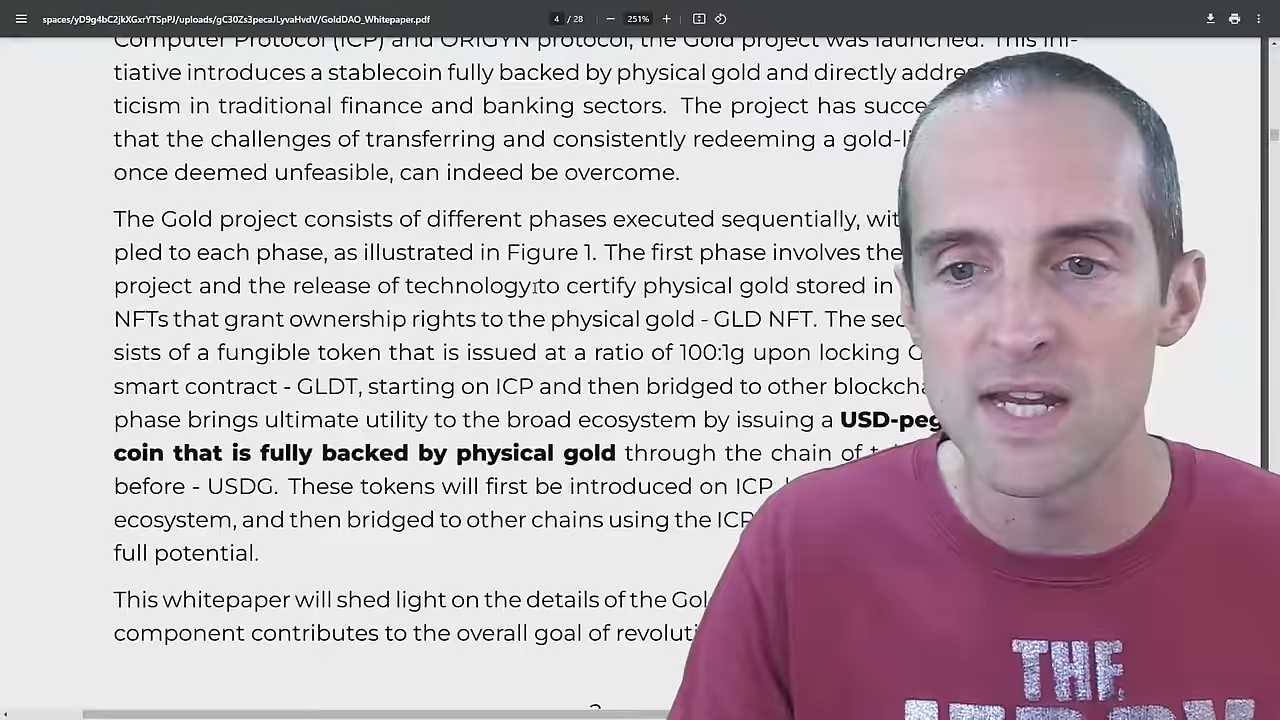 spaces/yD9g4bC2jkXGxrYTSpPJ/uploads/gC30Zs3pecaJLyvaHvdV/GoldDAO_Whitepaper.pdf
4 / 28
251%
Computer Protocol (ICP) and ORIGYN protocol, the Gold project was launched. This ini-
tiative introduces a stablecoin fully backed by physical gold and directly
ticism in traditional finance and banking sectors. The project has
that the challenges of transferring and consistently redeeming a
once deemed unfeasible, can indeed be overcome.
The Gold project consists of different phases executed sequentially,
pled to each phase, as illustrated in Figure 1. The first phase involves the
project and the release of technology to certify physical gold stored in
NFTs that grant ownership rights to the physical gold - GLD NFT. The
sists of a fungible token that is issued at a ratio of 100:1g upon locking
smart contract - GLDT, starting on ICP and then bridged to other
phase brings ultimate utility to the broad ecosystem by issuing a USD-
coin that is fully backed by physical gold through the chain of
before - USDG. These tokens will first be introduced on ICP
ecosystem, and then bridged to other chains using the ICP
full potential.
This whitepaper will shed light on the details of the
component contributes to the overall goal of
THE